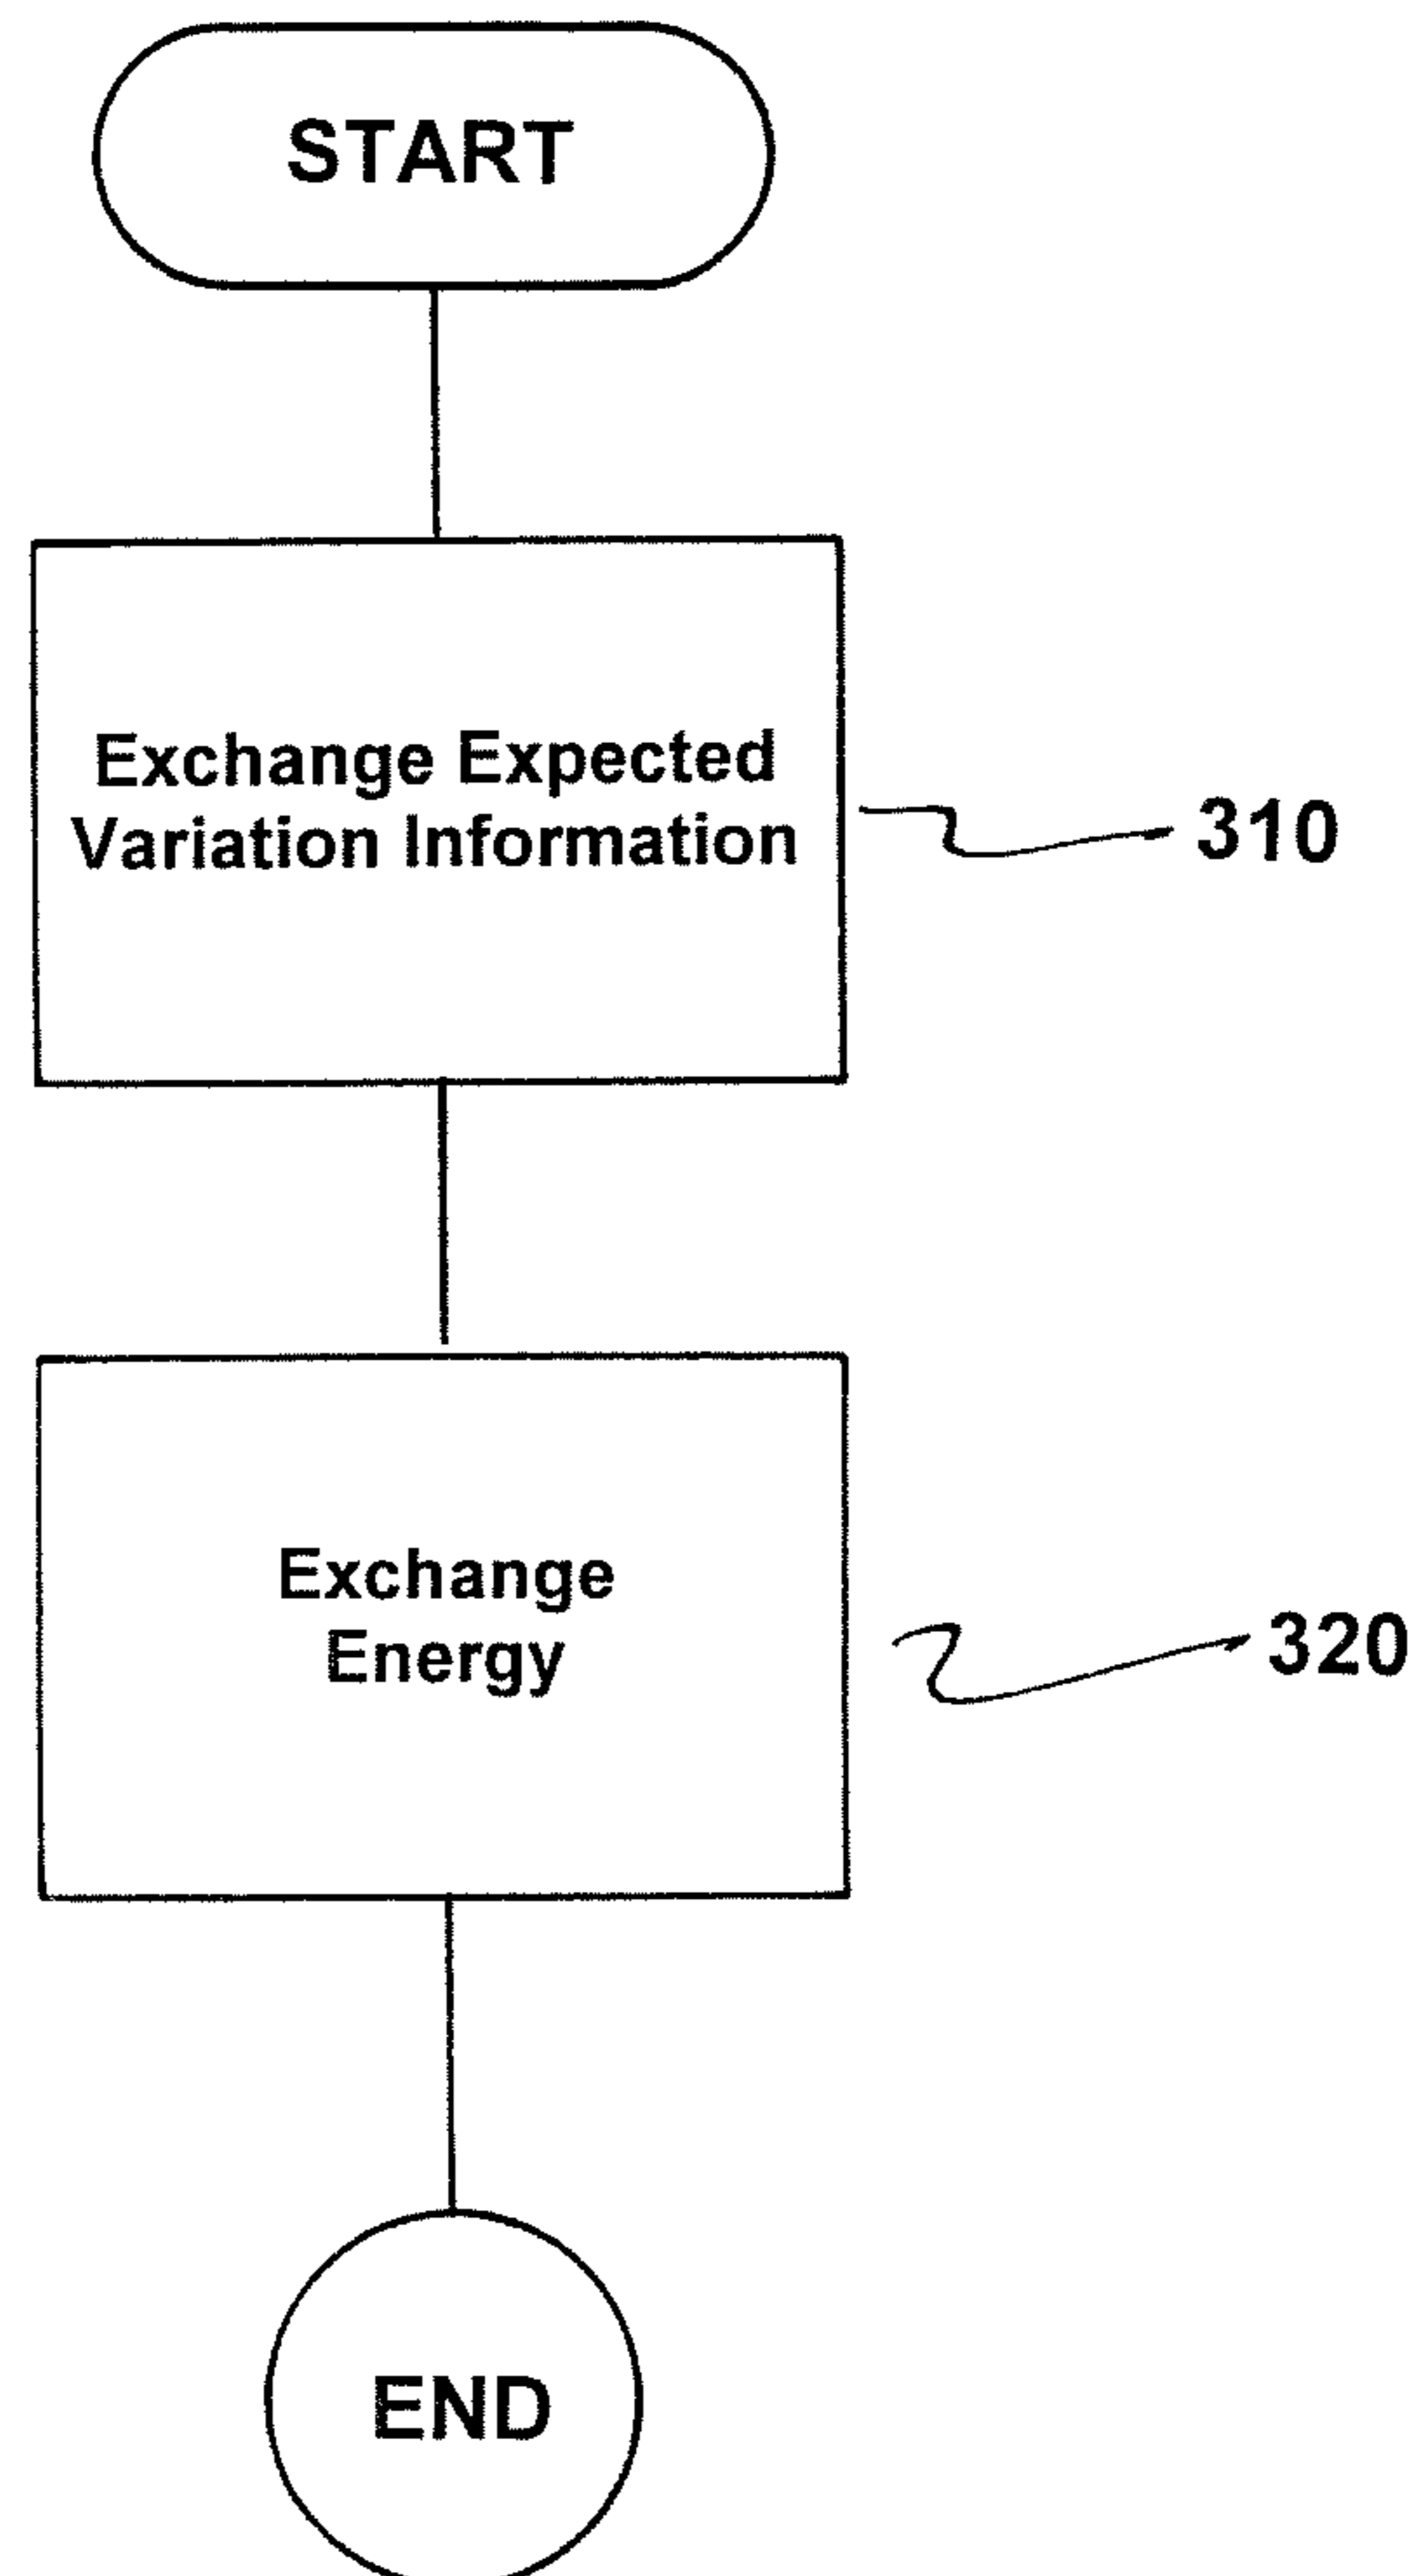 START
Exchange Expected
Variation Information
310
Exchange
Energy
320
END